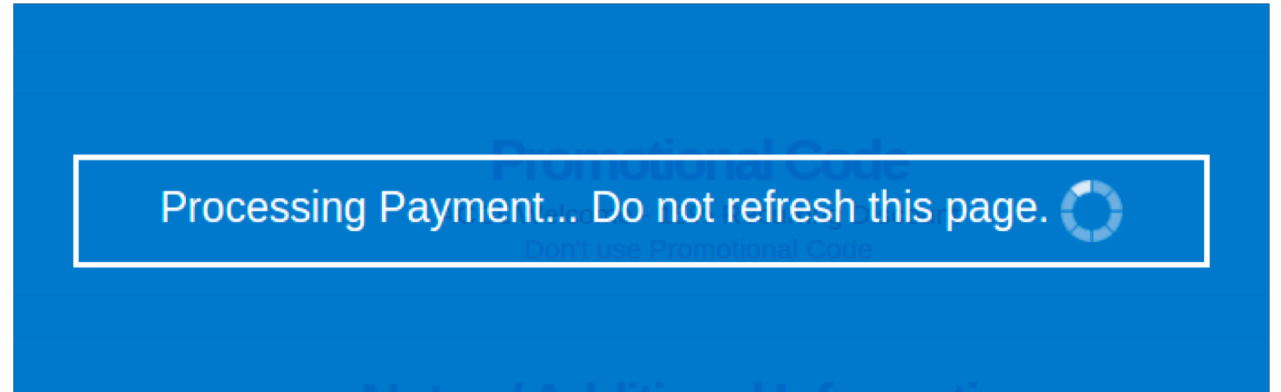 Promotional Code
Processing Payment... Do not refresh this page.
Don't use Promotional Code